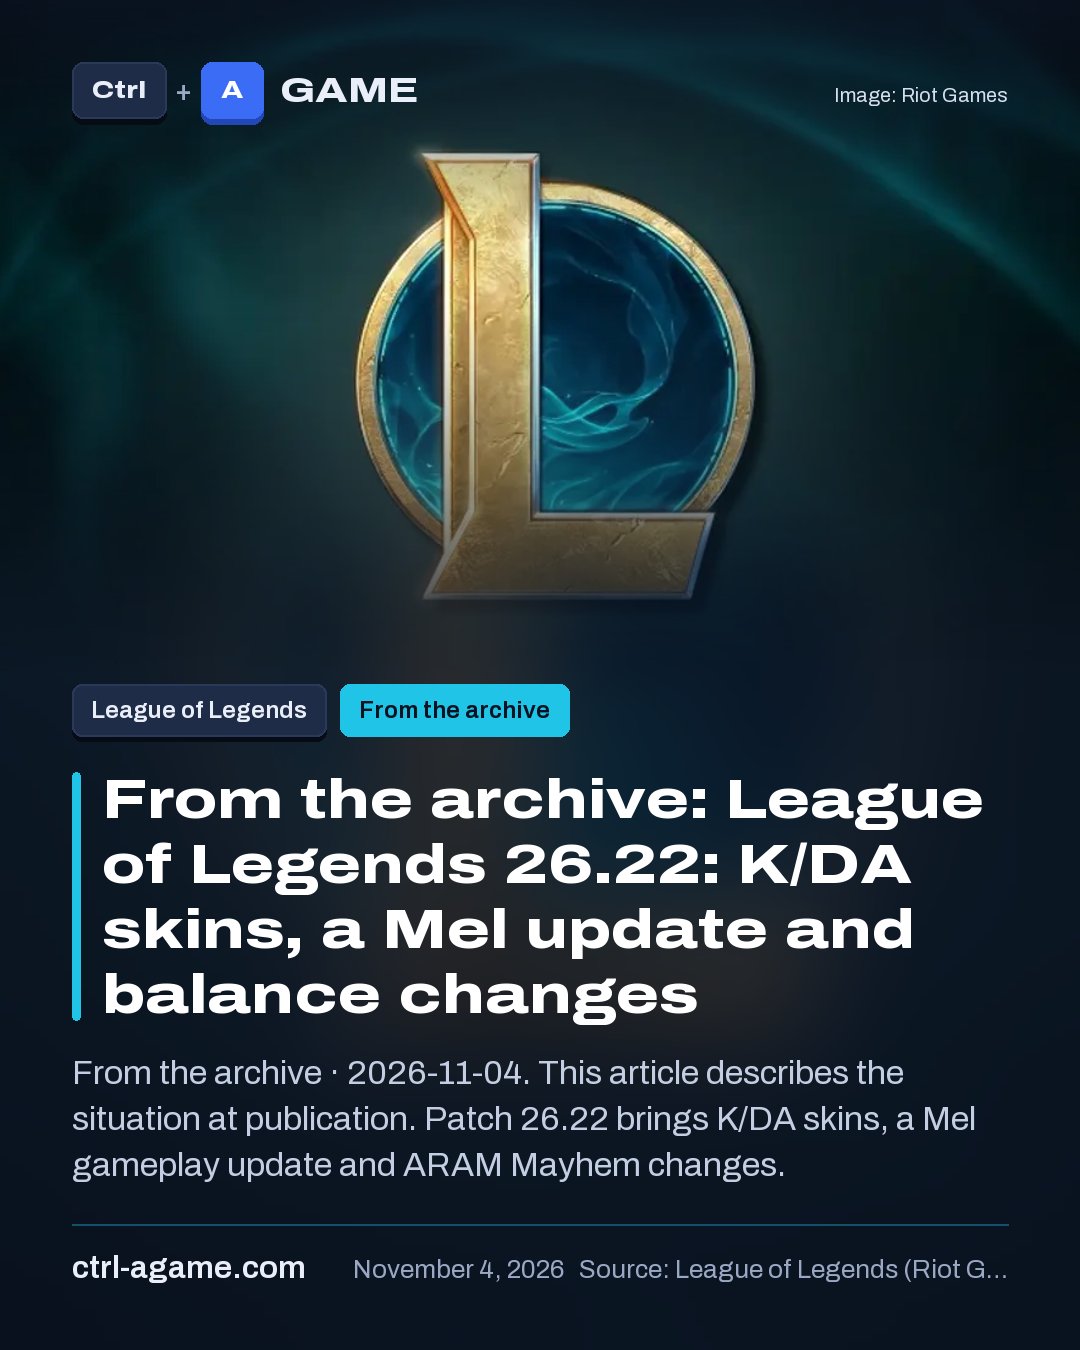 Ctrl + A GAME
Image: Riot Games
League of Legends
From the archive
From the archive: League
of Legends 26.22: K/DA
skins, a Mel update and
balance changes
From the archive · 2026-11-04. This article describes the
situation at publication. Patch 26.22 brings K/DA skins, a Mel
gameplay update and ARAM Mayhem changes.
ctrl-agame.com
November 4, 2026 Source: League of Legends (Riot G...